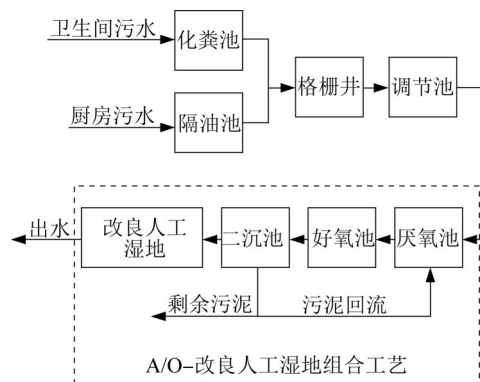 卫生间污水
化粪池
厨房污水
隔油池
格栅井
调节池
出水
改良人工
湿地
二沉池
好氧池
厌氧池
剩余污泥
污泥回流
A/O-改良人工湿地组合工艺